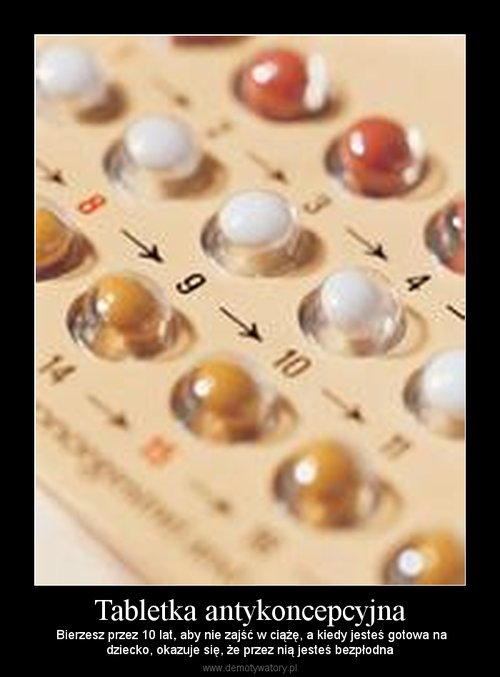 3
8
4
9
10
14
11
15
16
Tabletka antykoncepcyjna
Bierzesz przez 10 lat, aby nie zajść w ciążę, a kiedy jesteś gotowa na
dziecko, okazuje się, że przez nią jesteś bezpłodna
www.demotywatory.pl